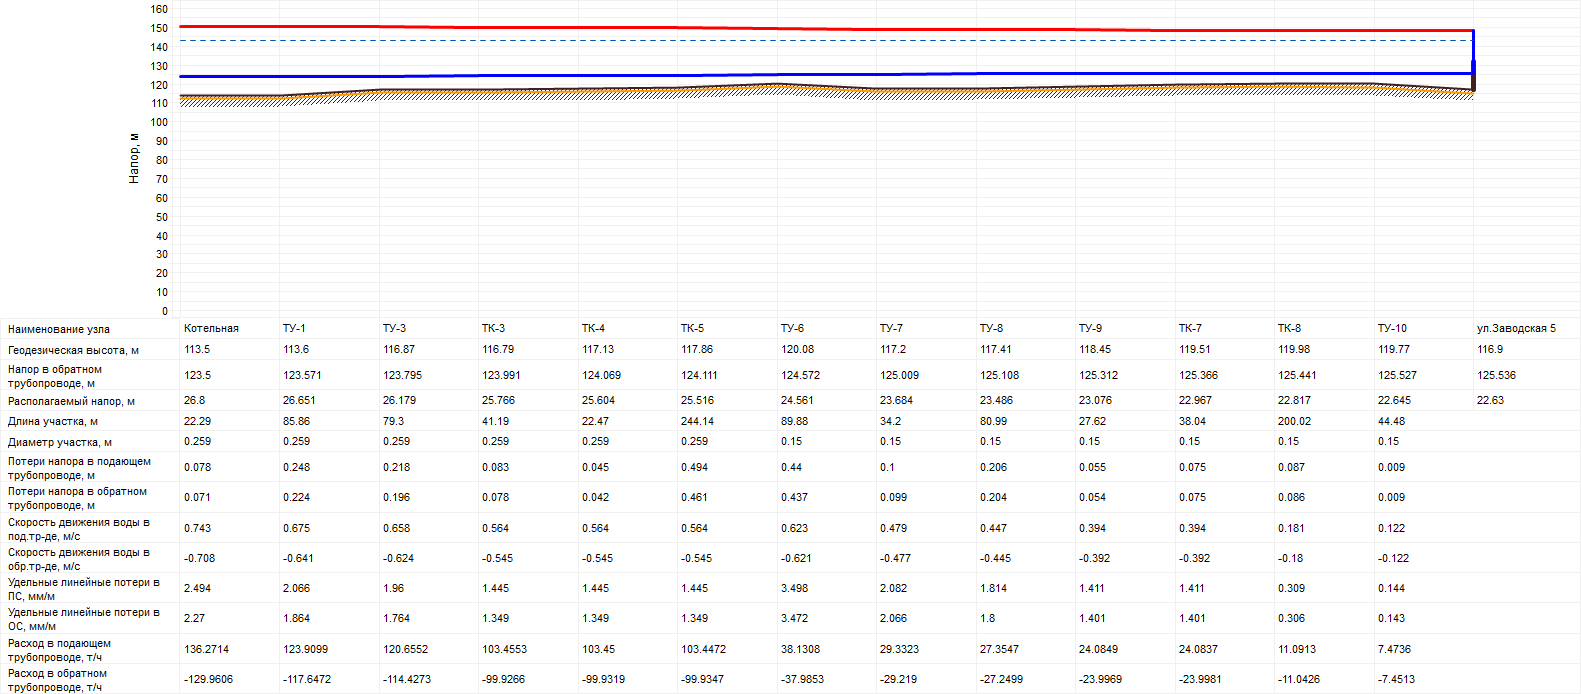 160
150
140
130
120
110
100
90
80
70
60
50
40
30
20
10
0
Напор, м
Наименование узла Котельная ТУ-1 ТУ-3 ТК-3 ТК-4 ТК-5 ТУ-6 ТУ-7 ТУ-8 ТУ-9 ТК-7 ТК-8 ТУ-10 ул.Заводская 5
Геодезическая высота, м 113.5 113.6 116.87 116.79 117.13 117.86 120.08 117.2 117.41 118.45 119.51 119.98 119.77 116.9
Напор в обратном
трубопроводе, м 123.5 123.571 123.795 123.991 124.069 124.111 124.572 125.009 125.108 125.312 125.366 125.441 125.527 125.536
Располагаемый напор, м 26.8 26.651 26.179 25.766 25.604 25.516 24.561 23.684 23.486 23.076 22.967 22.817 22.645 22.63
Длина участка, м 22.29 85.86 79.3 41.19 22.47 244.14 89.88 34.2 80.99 27.62 38.04 200.02 44.48
Диаметр участка, м 0.259 0.259 0.259 0.259 0.259 0.259 0.15 0.15 0.15 0.15 0.15 0.15 0.15
Потери напора в подающем
трубопроводе, м 0.078 0.248 0.218 0.083 0.045 0.494 0.44 0.1 0.206 0.055 0.075 0.087 0.009
Потери напора в обратном
трубопроводе, м 0.071 0.224 0.196 0.078 0.042 0.461 0.437 0.099 0.204 0.054 0.075 0.086 0.009
Скорость движения воды в
под.тр-де, м/с 0.743 0.675 0.658 0.564 0.564 0.564 0.623 0.479 0.447 0.394 0.394 0.181 0.122
Скорость движения воды в
обр.тр-де, м/с -0.708 -0.641 -0.624 -0.545 -0.545 -0.545 -0.621 -0.477 -0.445 -0.392 -0.392 -0.18 -0.122
Удельные линейные потери в
ПС, мм/м 2.494 2.066 1.96 1.445 1.445 1.445 3.498 2.082 1.814 1.411 1.411 0.309 0.144
Удельные линейные потери в
ОС, мм/м 2.27 1.864 1.764 1.349 1.349 1.349 3.472 2.066 1.8 1.401 1.401 0.306 0.143
Расход в подающем
трубопроводе, т/ч 136.2714 123.9099 120.6552 103.4553 103.45 103.4472 38.1308 29.3323 27.3547 24.0849 24.0837 11.0913 7.4736
Расход в обратном
трубопроводе, т/ч -129.9606 -117.6472 -114.4273 -99.9266 -99.9319 -99.9347 -37.9853 -29.219 -27.2499 -23.9969 -23.9981 -11.0426 -7.4513